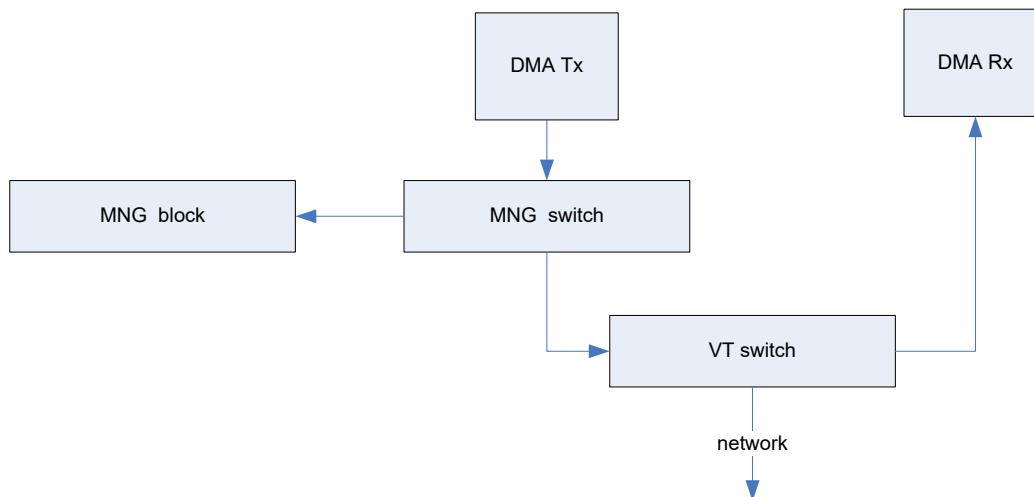 DMA Tx
DMA Rx
MNG block
MNG switch
VT switch
network